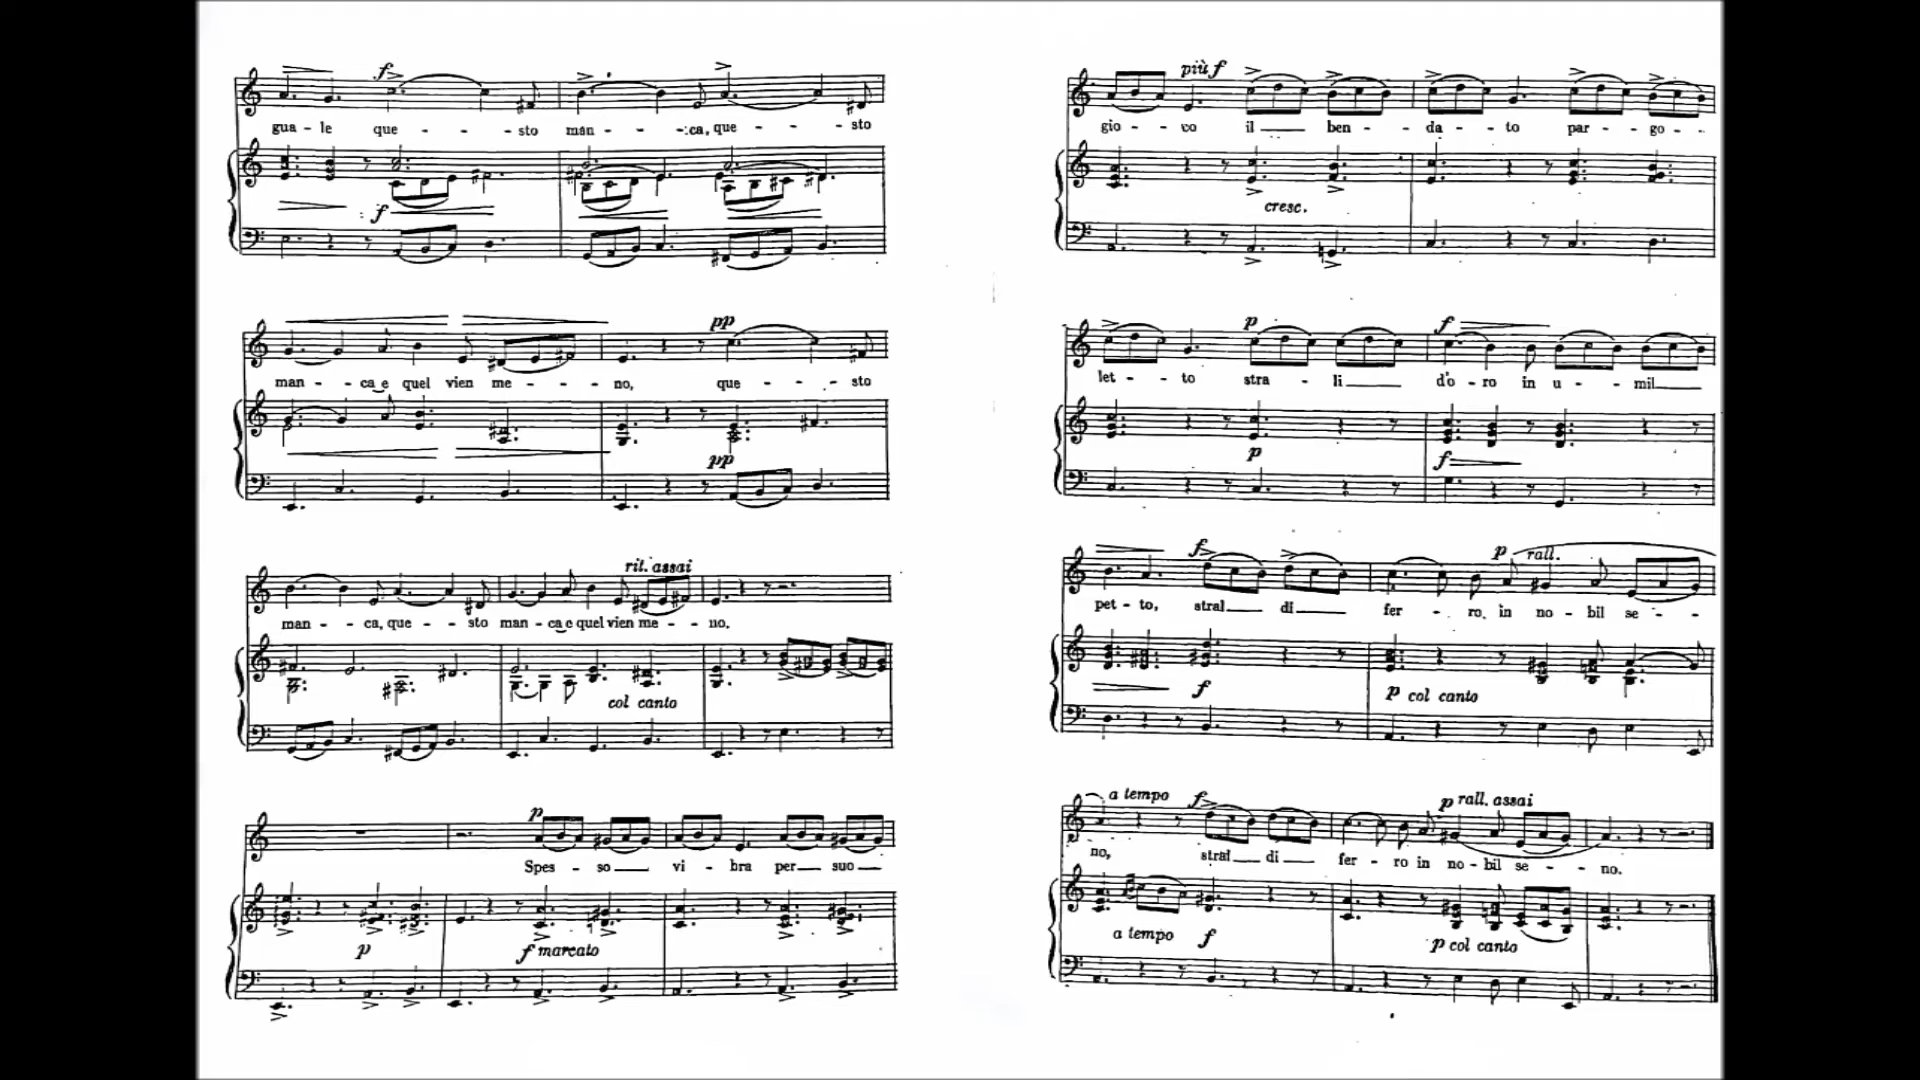 f
gua - le que - - - sto man - - - ca, que - - - sto
f
pp
man - - ca e quel vien me - - - no, que - - - sto
pp
rit. assai
man - - ca, que - - sto man - ca e quel vien me - - no.
col canto
p
Spes - so vi - bra per suo
p f marcato
più f
gio - - co il ben - - da - - to par - - go - -
cresc.
p f
let - - to stra - - li d'o - ro in u - - mil
p f
f p rall.
pet - to, stral di fer - - ro, in no - bil se - - -
f p col canto
a tempo f p rall. assai
no, stral di fer - ro in no - bil se - - no.
a tempo f p col canto